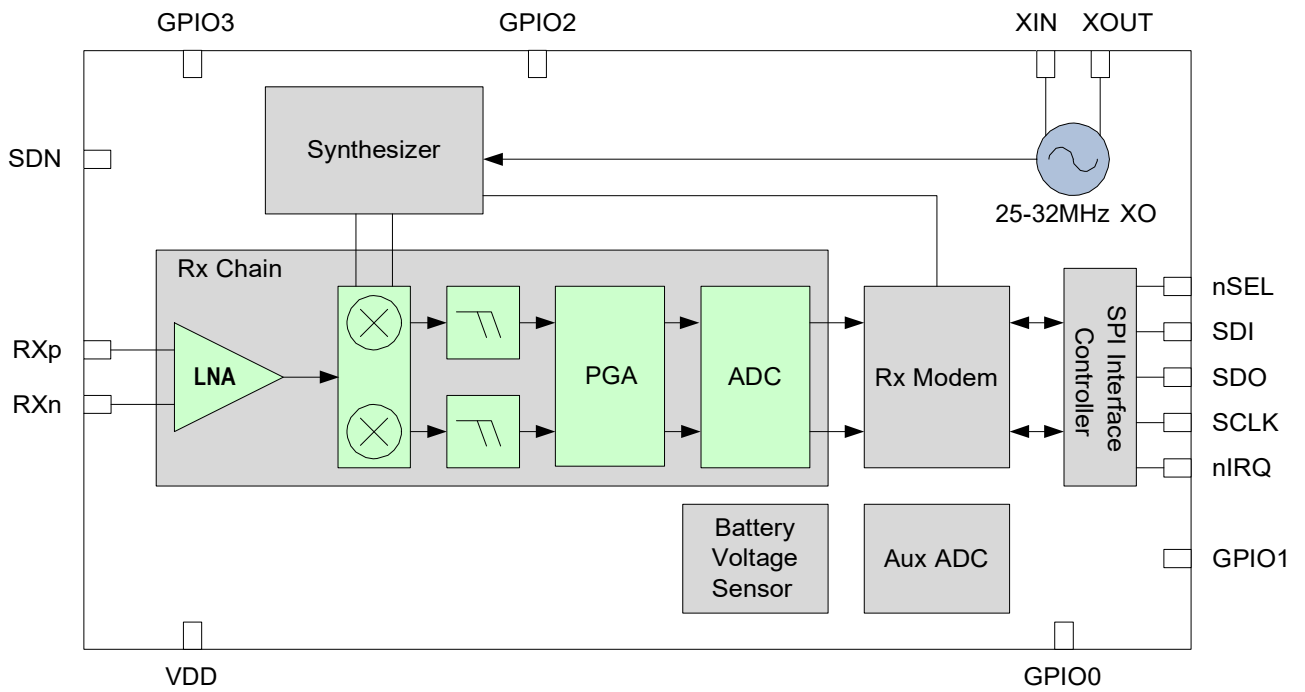 GPIO3
GPIO2
XIN
XOUT
Synthesizer
SDN
25-32MHz XO
Rx Chain
nSEL
SDI
SDO
SCLK
nIRQ
SPI Interface
Controller
RXp
RXn
LNA
PGA
ADC
Rx Modem
Battery
Voltage
Sensor
Aux ADC
GPIO1
VDD
GPIO0